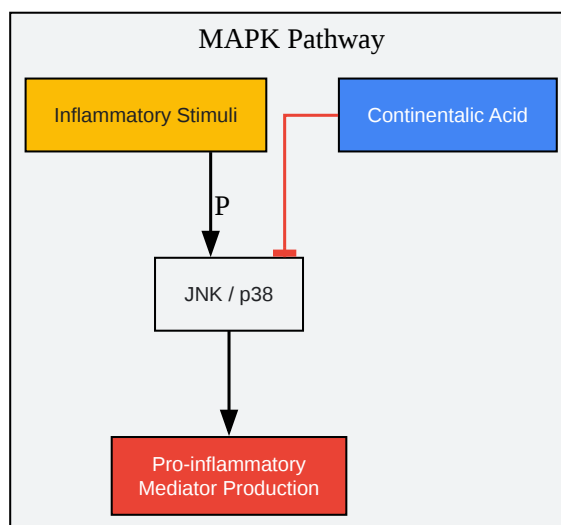 MAPK Pathway
Inflammatory Stimuli
Continentalic Acid
P
JNK / p38
Pro-inflammatory
Mediator Production